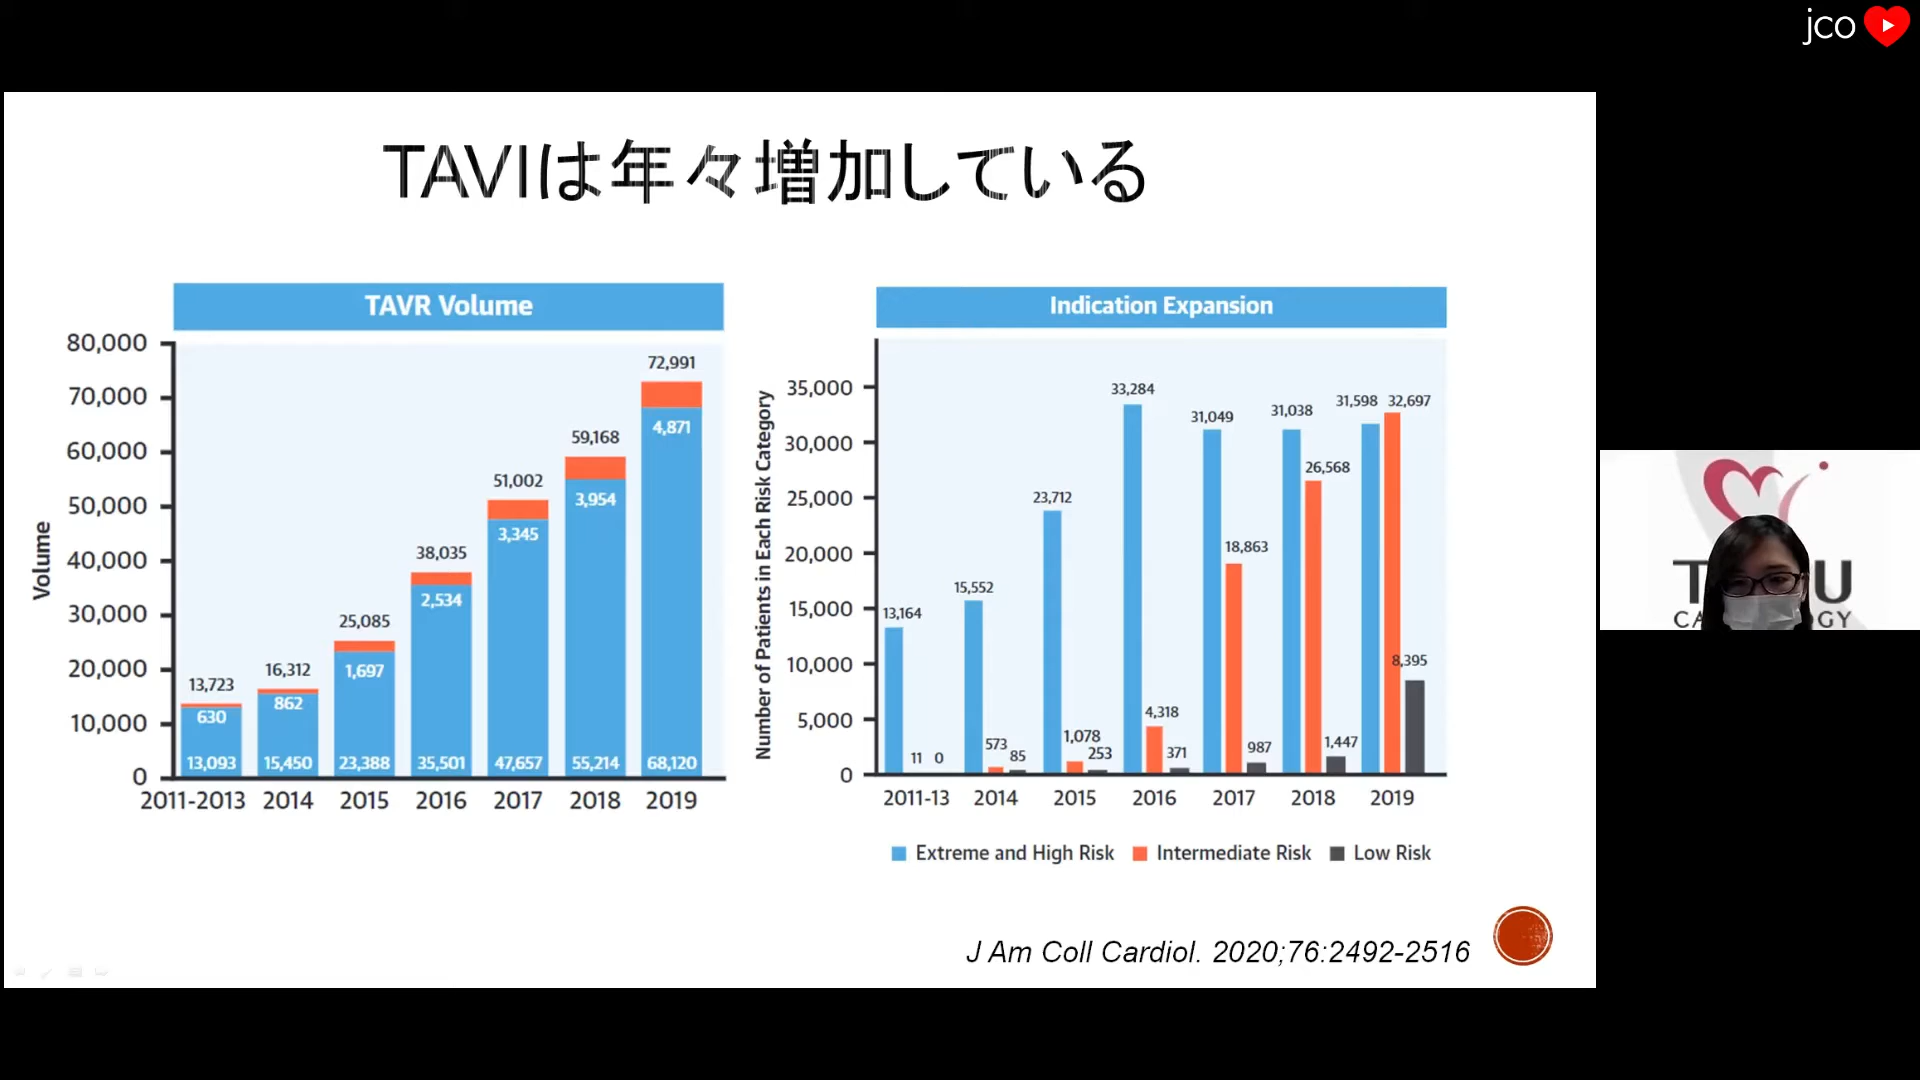 jco
TAVIは年々増加している
TAVR Volume
Volume
80,000
70,000
60,000
50,000
40,000
30,000
20,000
10,000
0
13,723
16,312
25,085
38,035
51,002
59,168
72,991
630
862
1,697
2,534
3,345
3,954
4,871
13,093
15,450
23,388
35,501
47,657
55,214
68,120
2011-2013 2014 2015 2016 2017 2018 2019
Indication Expansion
Number of Patients in Each Risk Category
35,000
30,000
25,000
20,000
15,000
10,000
5,000
0
13,164 11 0
15,552 573 85
23,712 1,078 253
33,284 4,318 371
31,049 18,863 987
31,038 26,568 1,447
31,598 32,697 8,395
2011-13 2014 2015 2016 2017 2018 2019
Extreme and High Risk Intermediate Risk Low Risk
J Am Coll Cardiol. 2020;76:2492-2516